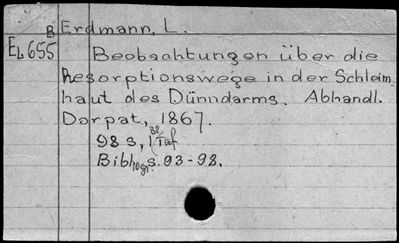 B Erdmann, L.
EL 655 Beobachtungen über die
Resorptionswege in der Schleim-
haut des Dünndarms. Abhandl.
Dorpat, 1867.
98 S, 1 Taf
Bibliogr. S. 93-98.